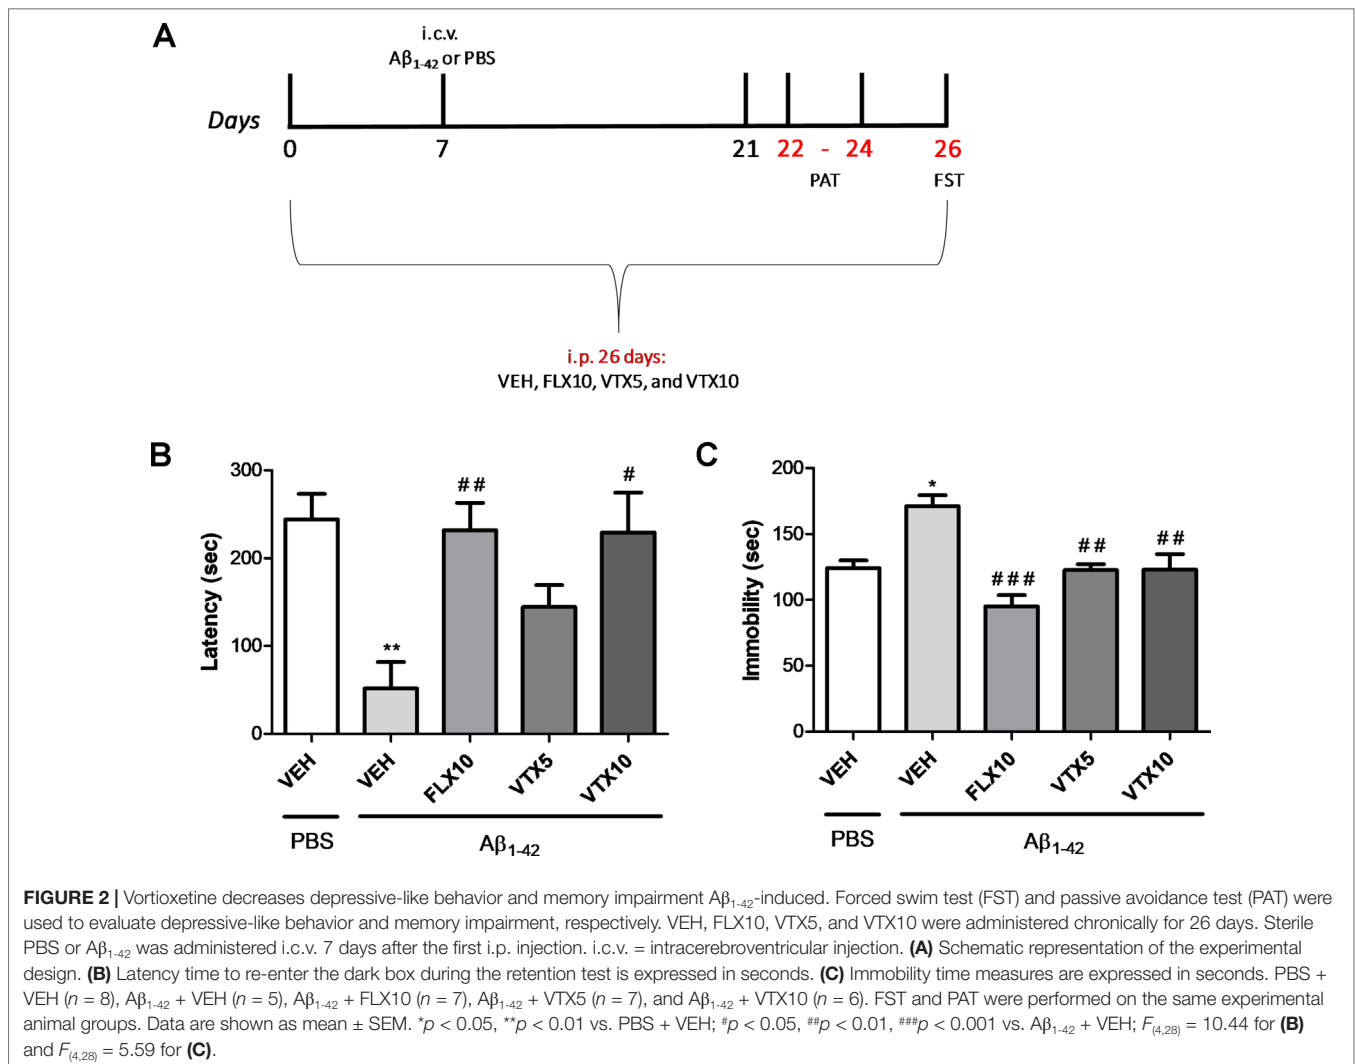 A
i.c.v.
Aβ1-42 or PBS
Days
0 7 21 22 - 24 26
PAT FST
i.p. 26 days:
VEH, FLX10, VTX5, and VTX10
B
300
200
100
0
Latency (sec)
**
##
#
VEH VEH FLX10 VTX5 VTX10
PBS Aβ1-42
C
200
150
100
50
0
Immobility (sec)
*
###
##
##
VEH VEH FLX10 VTX5 VTX10
PBS Aβ1-42
FIGURE 2 | Vortioxetine decreases depressive-like behavior and memory impairment Aβ1-42-induced. Forced swim test (FST) and passive avoidance test (PAT) were
used to evaluate depressive-like behavior and memory impairment, respectively. VEH, FLX10, VTX5, and VTX10 were administered chronically for 26 days. Sterile
PBS or Aβ1-42 was administered i.c.v. 7 days after the first i.p. injection. i.c.v. = intracerebroventricular injection. (A) Schematic representation of the experimental
design. (B) Latency time to re-enter the dark box during the retention test is expressed in seconds. (C) Immobility time measures are expressed in seconds. PBS +
VEH (n = 8), Aβ1-42 + VEH (n = 5), Aβ1-42 + FLX10 (n = 7), Aβ1-42 + VTX5 (n = 7), and Aβ1-42 + VTX10 (n = 6). FST and PAT were performed on the same experimental
animal groups. Data are shown as mean ± SEM. *p < 0.05, **p < 0.01 vs. PBS + VEH; #p < 0.05, ##p < 0.01, ###p < 0.001 vs. Aβ1-42 + VEH; F(4,28) = 10.44 for (B)
and F(4,28) = 5.59 for (C).